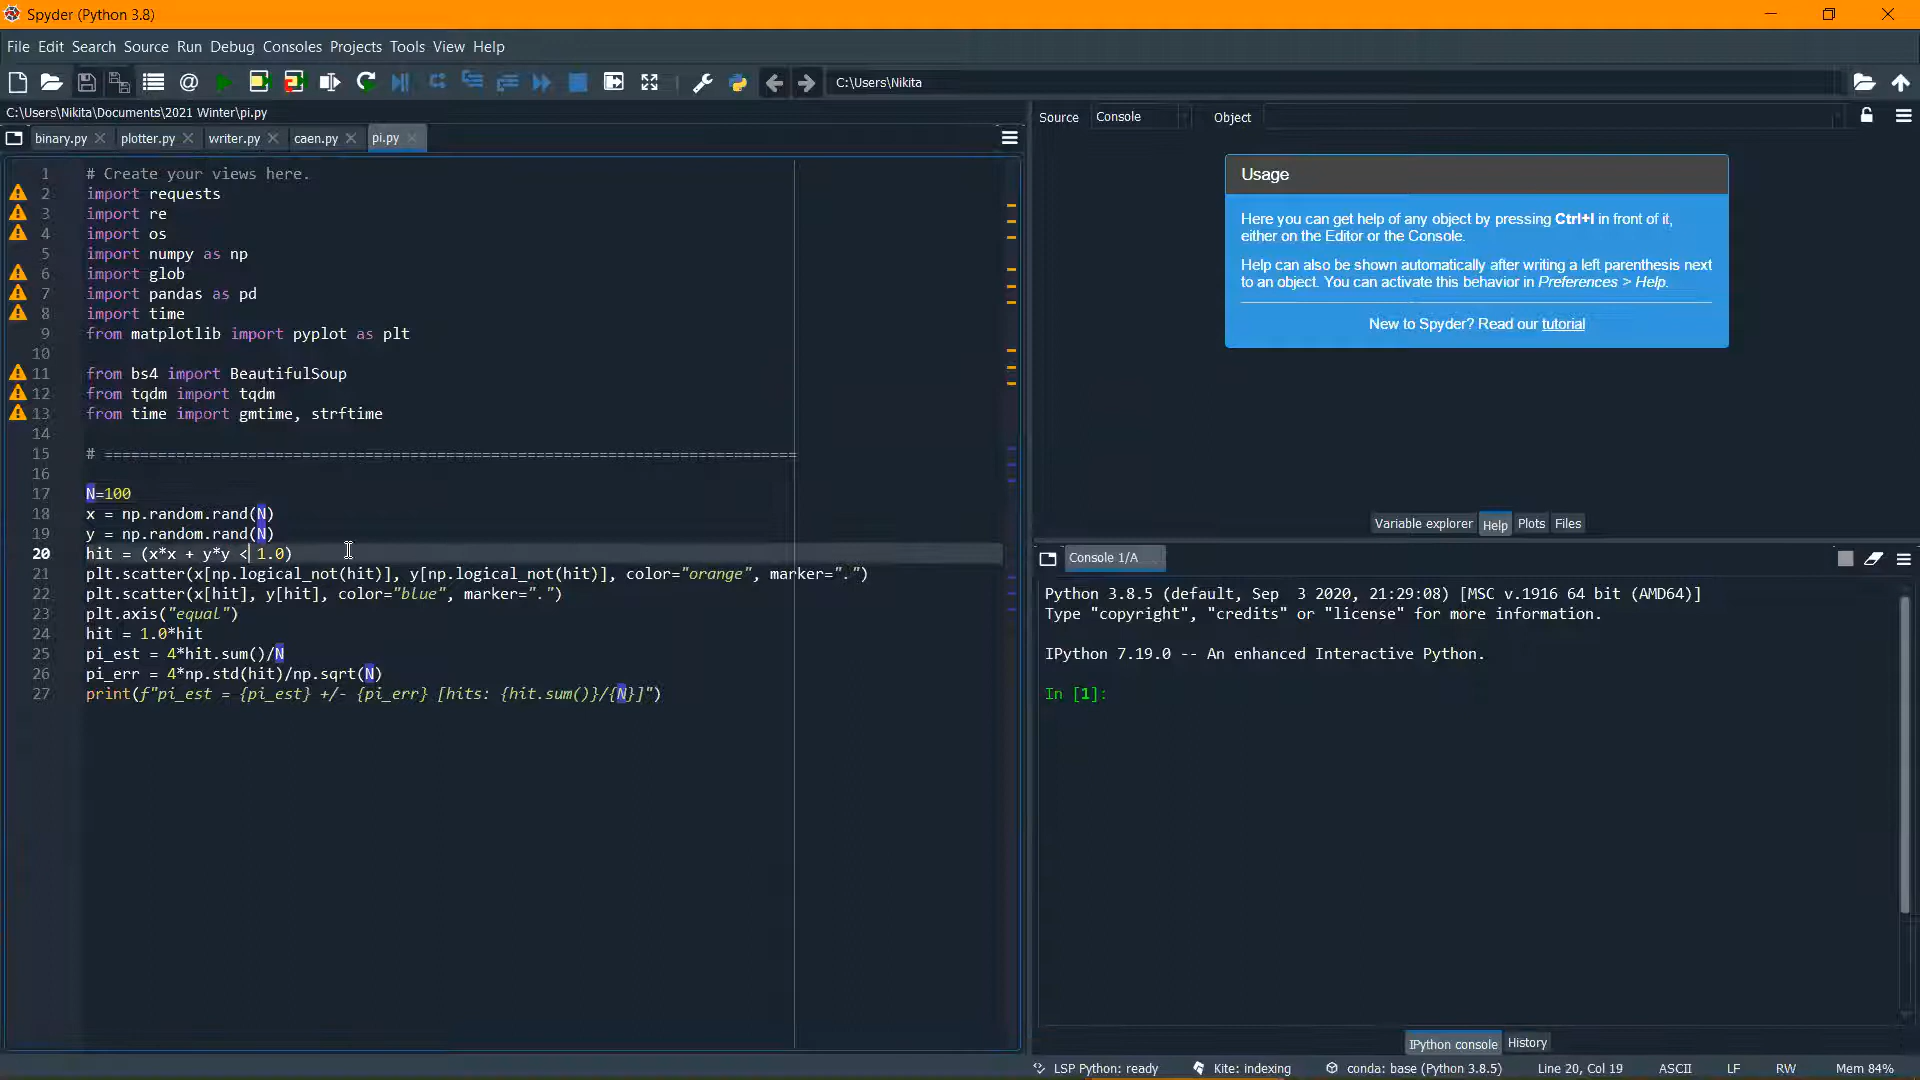 Spyder (Python 3.8)
File Edit Search Source Run Debug Consoles Projects Tools View Help
C:\Users\Nikita
C:\Users\Nikita\Documents\2021 Winter\pi.py
binary.py plotter.py writer.py caen.py pi.py
1 # Create your views here.
2 import requests
3 import re
4 import os
5 import numpy as np
6 import glob
7 import pandas as pd
8 import time
9 from matplotlib import pyplot as plt
10
11 from bs4 import BeautifulSoup
12 from tqdm import tqdm
13 from time import gmtime, strftime
14
15 # =============================================================================
16
17 N=100
18 x = np.random.rand(N)
19 y = np.random.rand(N)
20 hit = (x*x + y*y < 1.0)
21 plt.scatter(x[np.logical_not(hit)], y[np.logical_not(hit)], color="orange", marker=".")
22 plt.scatter(x[hit], y[hit], color="blue", marker=".")
23 plt.axis("equal")
24 hit = 1.0*hit
25 pi_est = 4*hit.sum()/N
26 pi_err = 4*np.std(hit)/np.sqrt(N)
27 print(f"pi_est = {pi_est} +/- {pi_err} [hits: {hit.sum()}/{N}]")
Source Console Object
Usage
Here you can get help of any object by pressing Ctrl+I in front of it,
either on the Editor or the Console.
Help can also be shown automatically after writing a left parenthesis next
to an object. You can activate this behavior in Preferences > Help.
New to Spyder? Read our tutorial
Variable explorer Help Plots Files
Console 1/A
Python 3.8.5 (default, Sep  3 2020, 21:29:08) [MSC v.1916 64 bit (AMD64)]
Type "copyright", "credits" or "license" for more information.
IPython 7.19.0 -- An enhanced Interactive Python.
In [1]:
IPython console History
LSP Python: ready Kite: indexing conda: base (Python 3.8.5) Line 20, Col 19 ASCII LF RW Mem 84%